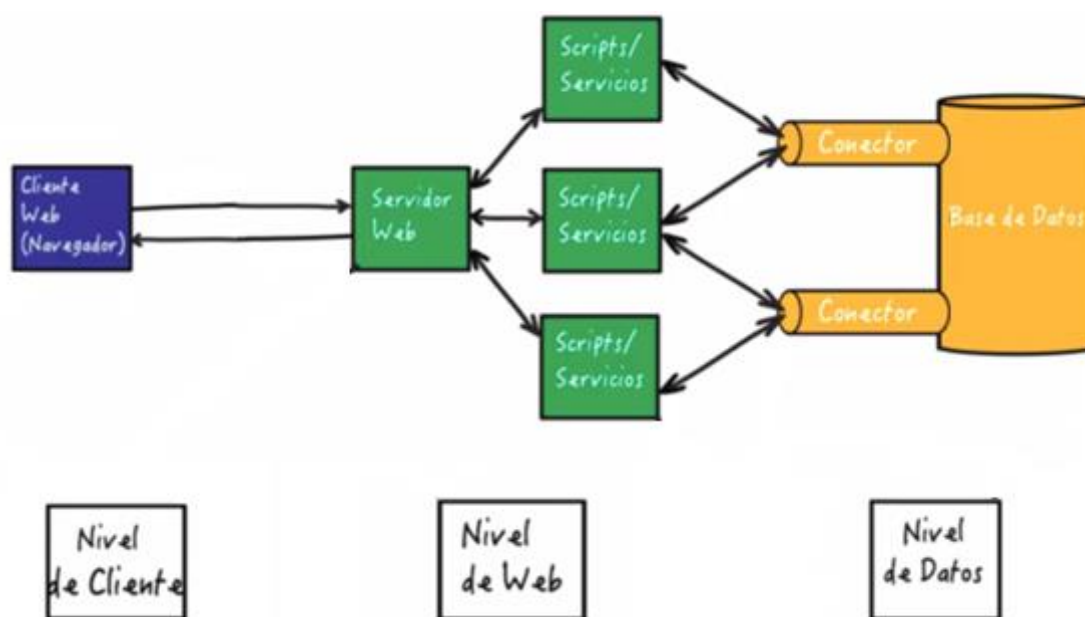 Cliente
Web
(Navegador)
Servidor
Web
Scripts/
Servicios
Scripts/
Servicios
Scripts/
Servicios
Conector
Conector
Base de Datos
Nivel
de Cliente
Nivel
de Web
Nivel
de Datos